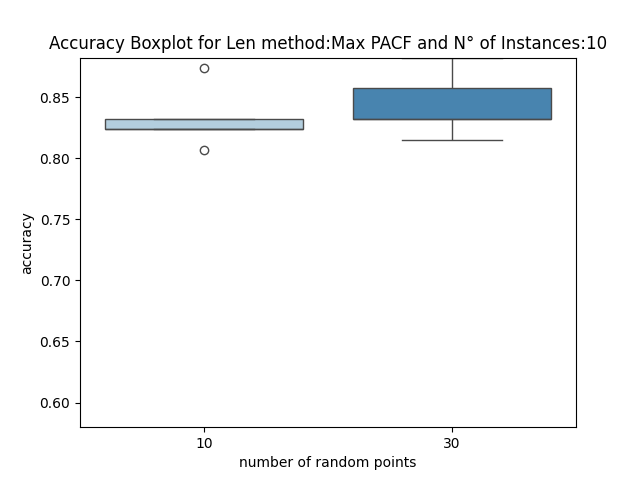 Accuracy Boxplot for Len method:Max PACF and N° of Instances:10
0.85
0.80
0.75
0.70
0.65
0.60
accuracy
10 30
number of random points